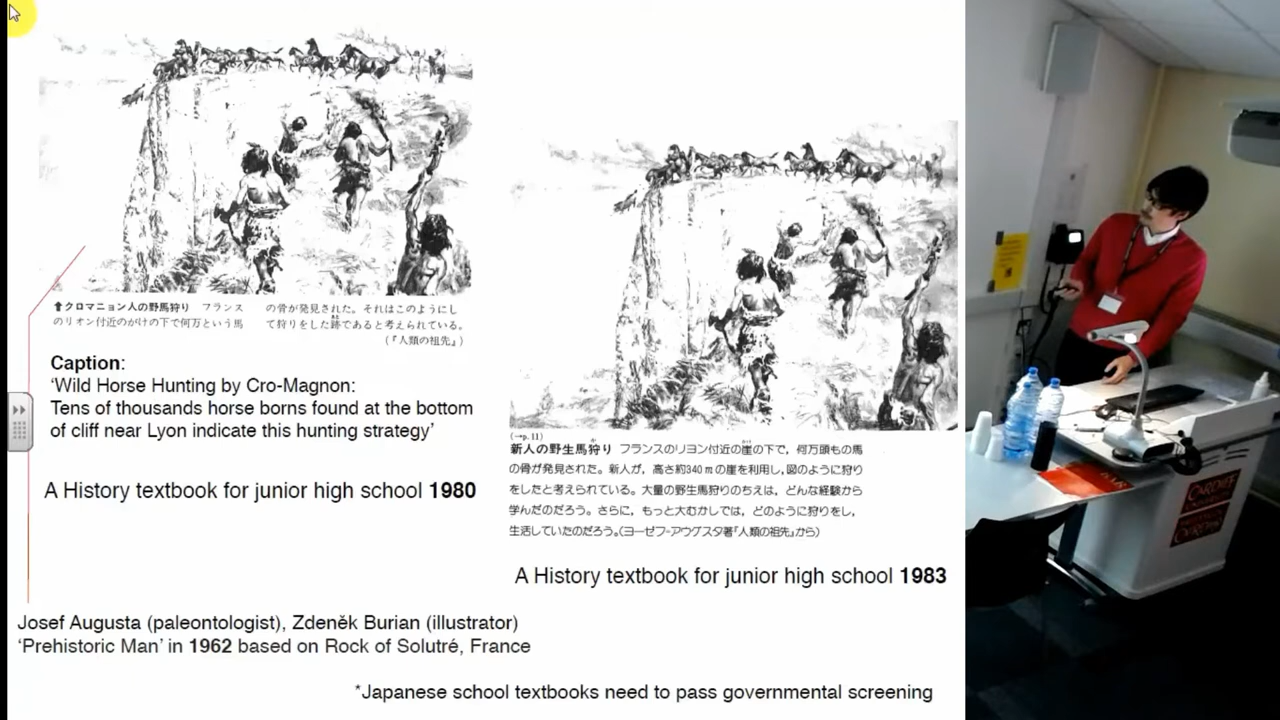 ⬆クロマニョン人の野馬狩り フランス
のリオン付近のがけの下で何万という馬
の骨が発見された。それはこのようにし
て狩りをした跡であると考えられている。
(『人類の祖先』)
Caption:
‘Wild Horse Hunting by Cro-Magnon:
Tens of thousands horse borns found at the bottom
of cliff near Lyon indicate this hunting strategy’
A History textbook for junior high school 1980
(→p. 11)
新人の野生馬狩り フランスのリヨン付近の崖の下で，何万頭もの馬
の骨が発見された。新人が，高さ約340mの崖を利用し，図のように狩り
をしたと考えられている。大量の野生馬狩りのちえは，どんな経験から
学んだのだろう。さらに，もっと大むかしでは，どのように狩りをし，
生活していたのだろう。(ヨーゼフ=アウグスタ著『人類の祖先』から)
A History textbook for junior high school 1983
Josef Augusta (paleontologist), Zdeněk Burian (illustrator)
‘Prehistoric Man’ in 1962 based on Rock of Solutré, France
*Japanese school textbooks need to pass governmental screening
CARDIFF
UNIVERSITY
PRIFYSGOL
CAERDYDD